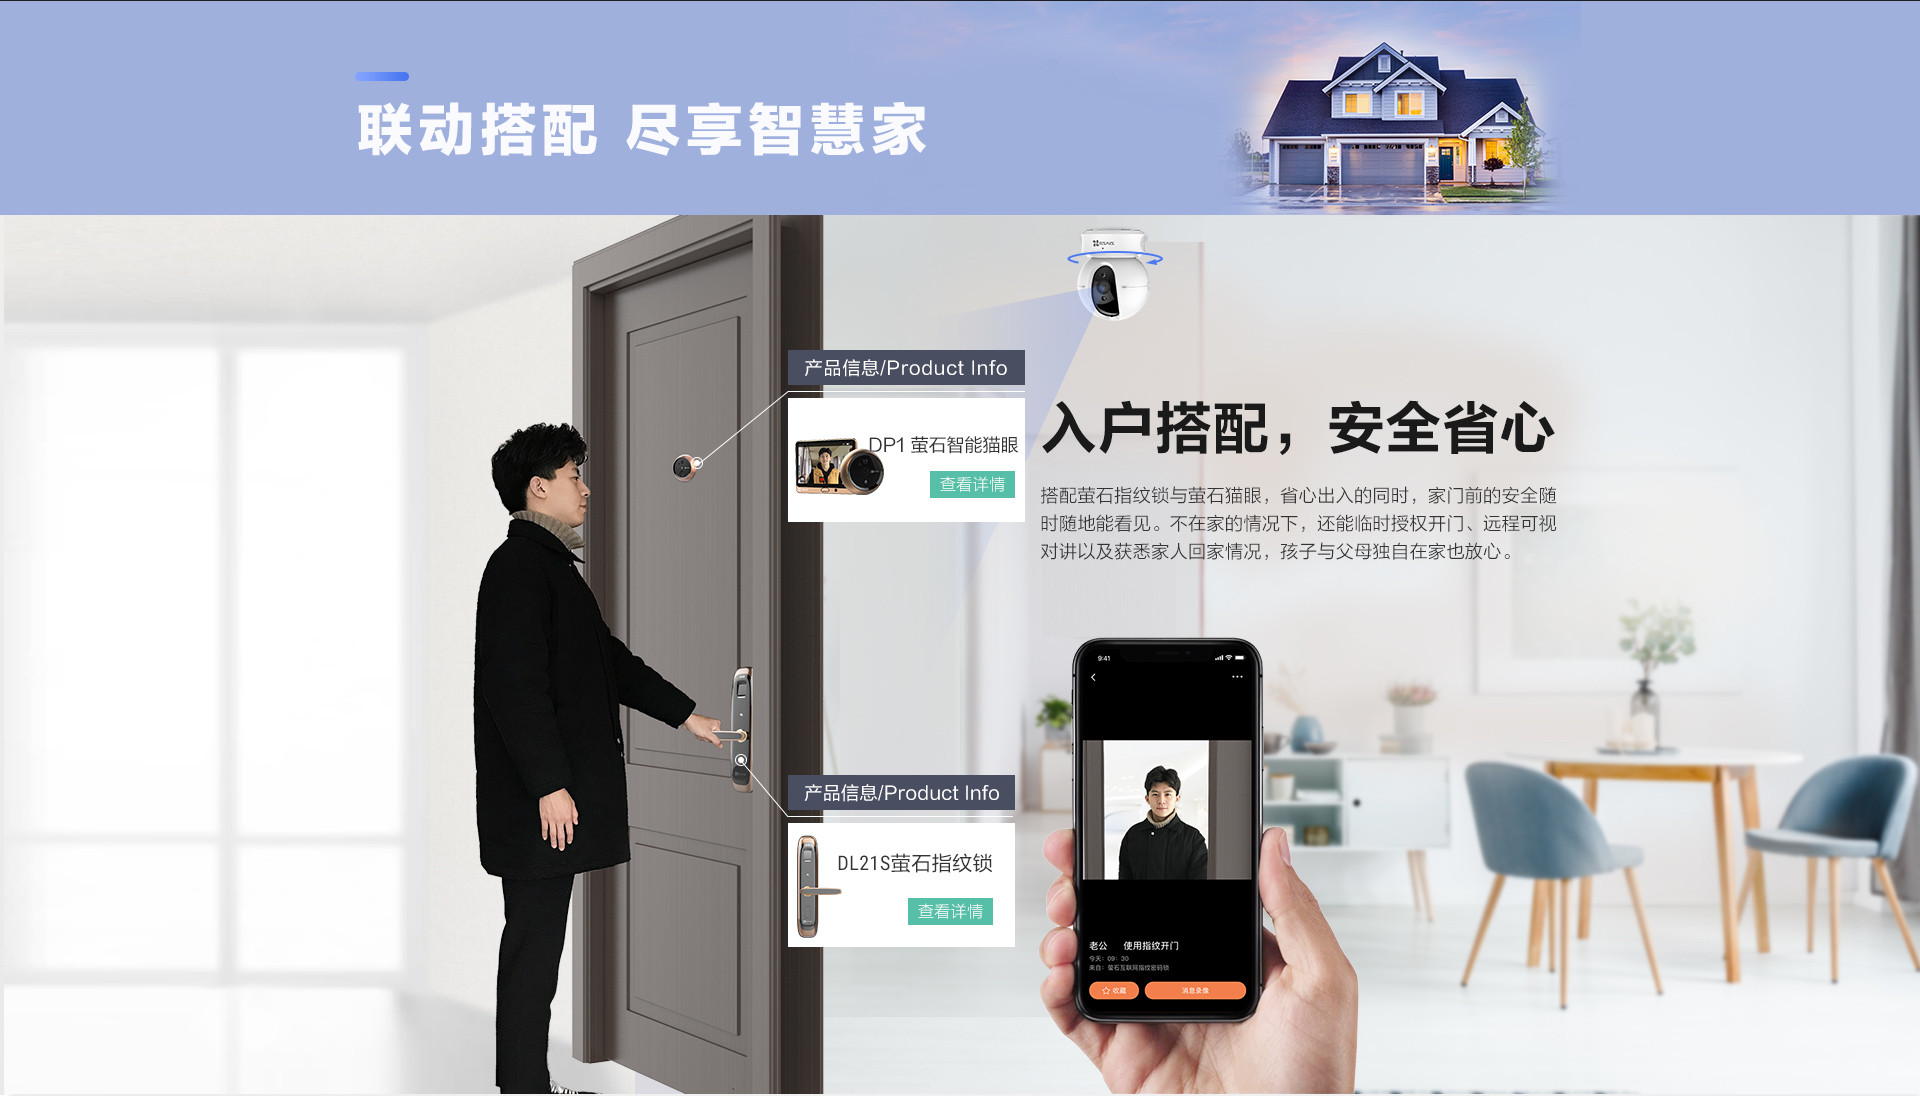 联动搭配 尽享智慧家
产品信息/Product Info
DP1 萤石智能猫眼
查看详情
入户搭配，安全省心
搭配萤石指纹锁与萤石猫眼，省心出入的同时，家门前的安全随
时随地能看见。不在家的情况下，还能临时授权开门、远程可视
对讲以及获悉家人回家情况，孩子与父母独自在家也放心。
产品信息/Product Info
DL21S萤石指纹锁
查看详情
9:41
老公 使用指纹开门
今天：09：30
来自：萤石互联网指纹密码锁
收藏
消息录像